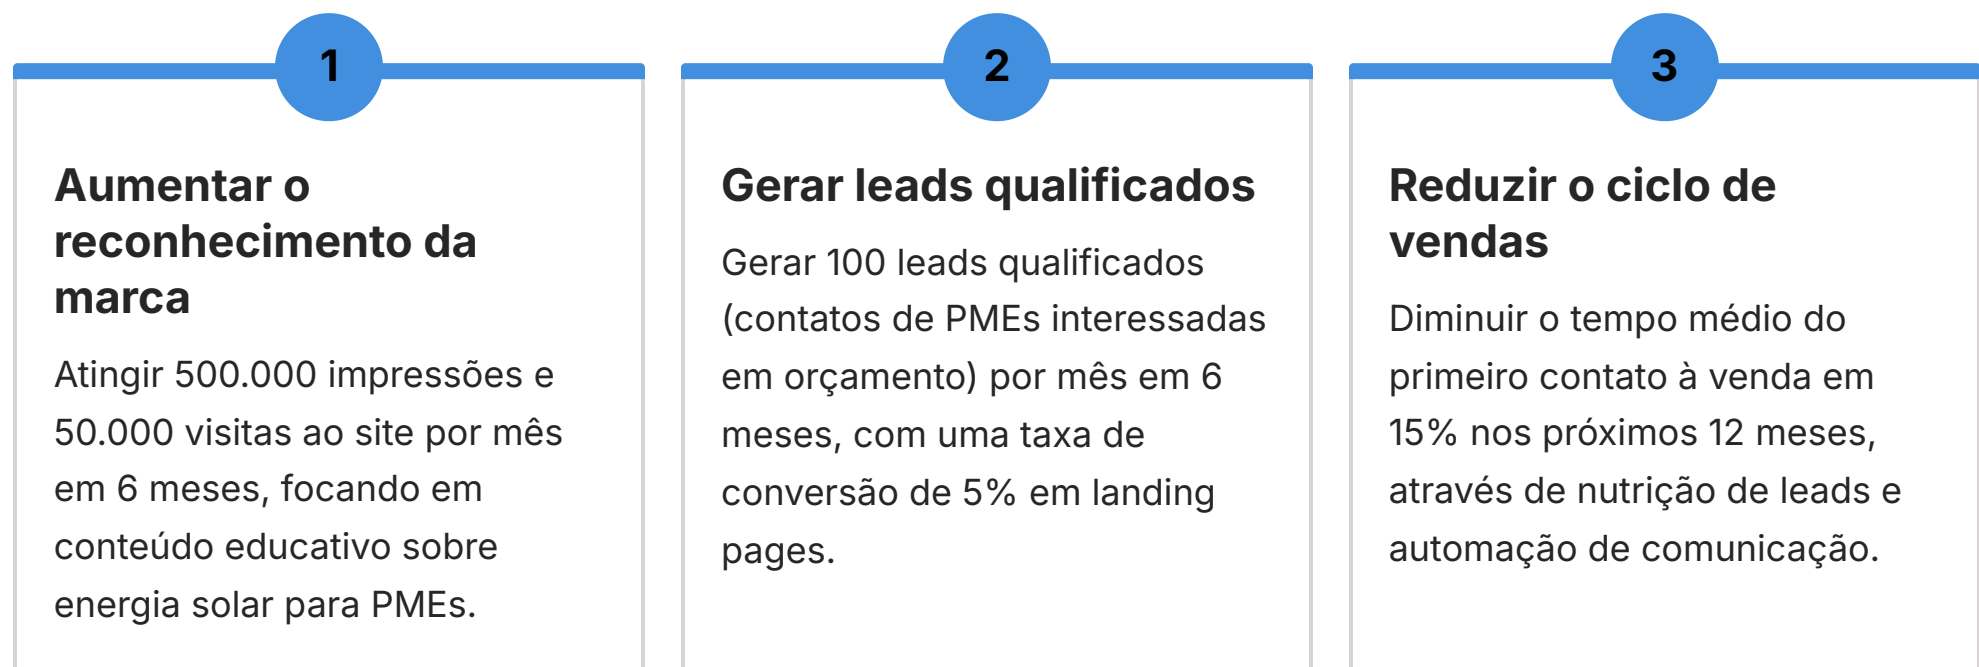 1
Aumentar o
reconhecimento da
marca
Atingir 500.000 impressões e
50.000 visitas ao site por mês
em 6 meses, focando em
conteúdo educativo sobre
energia solar para PMEs.
2
Gerar leads qualificados
Gerar 100 leads qualificados
(contatos de PMEs interessadas
em orçamento) por mês em 6
meses, com uma taxa de
conversão de 5% em landing
pages.
3
Reduzir o ciclo de
vendas
Diminuir o tempo médio do
primeiro contato à venda em
15% nos próximos 12 meses,
através de nutrição de leads e
automação de comunicação.